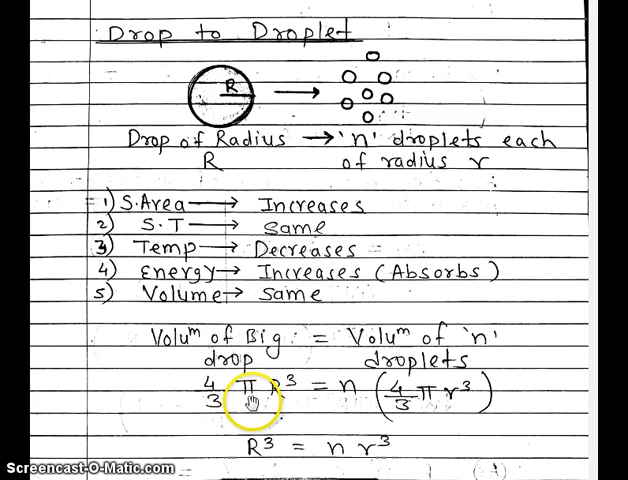 Drop to Droplet
R
Drop of Radius → 'n' droplets each
R of radius r
1) S.Area → Increases
2) S.T → Same
3) Temp → Decreases
4) Energy → Increases (Absorbs)
5) Volume → Same
Volum of Big = Volum of 'n'
drop droplets
4/3 π R³ = n (4/3 π r³)
R³ = n r³
Screencast-O-Matic.com